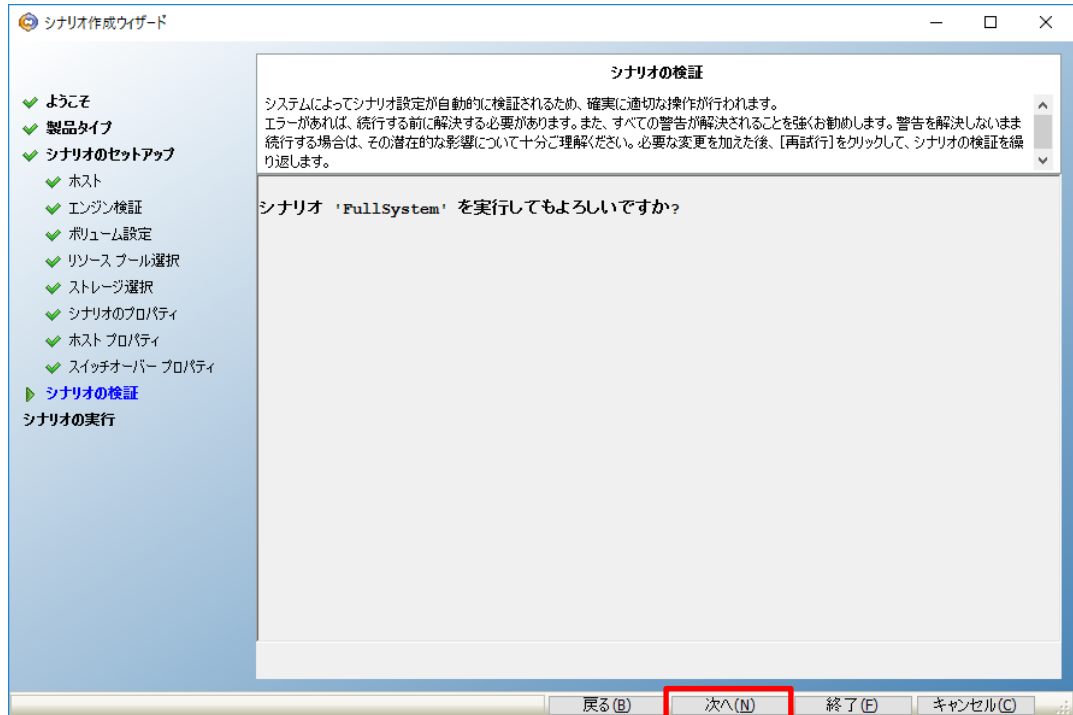 シナリオ作成ウィザード
シナリオの検証
システムによってシナリオ設定が自動的に検証されるため、確実に適切な操作が行われます。
エラーがあれば、続行する前に解決する必要があります。また、すべての警告が解決されることを強くお勧めします。警告を解決しないまま
続行する場合は、その潜在的な影響について十分ご理解ください。必要な変更を加えた後、[再試行]をクリックして、シナリオの検証を繰
り返します。
ようこそ
製品タイプ
シナリオのセットアップ
ホスト
エンジン検証
ボリューム設定
リソース プール選択
ストレージ選択
シナリオのプロパティ
ホスト プロパティ
スイッチオーバー プロパティ
シナリオの検証
シナリオの実行
シナリオ 'FullSystem' を実行してもよろしいですか?
戻る(B) 次へ(N) 終了(F) キャンセル(C)